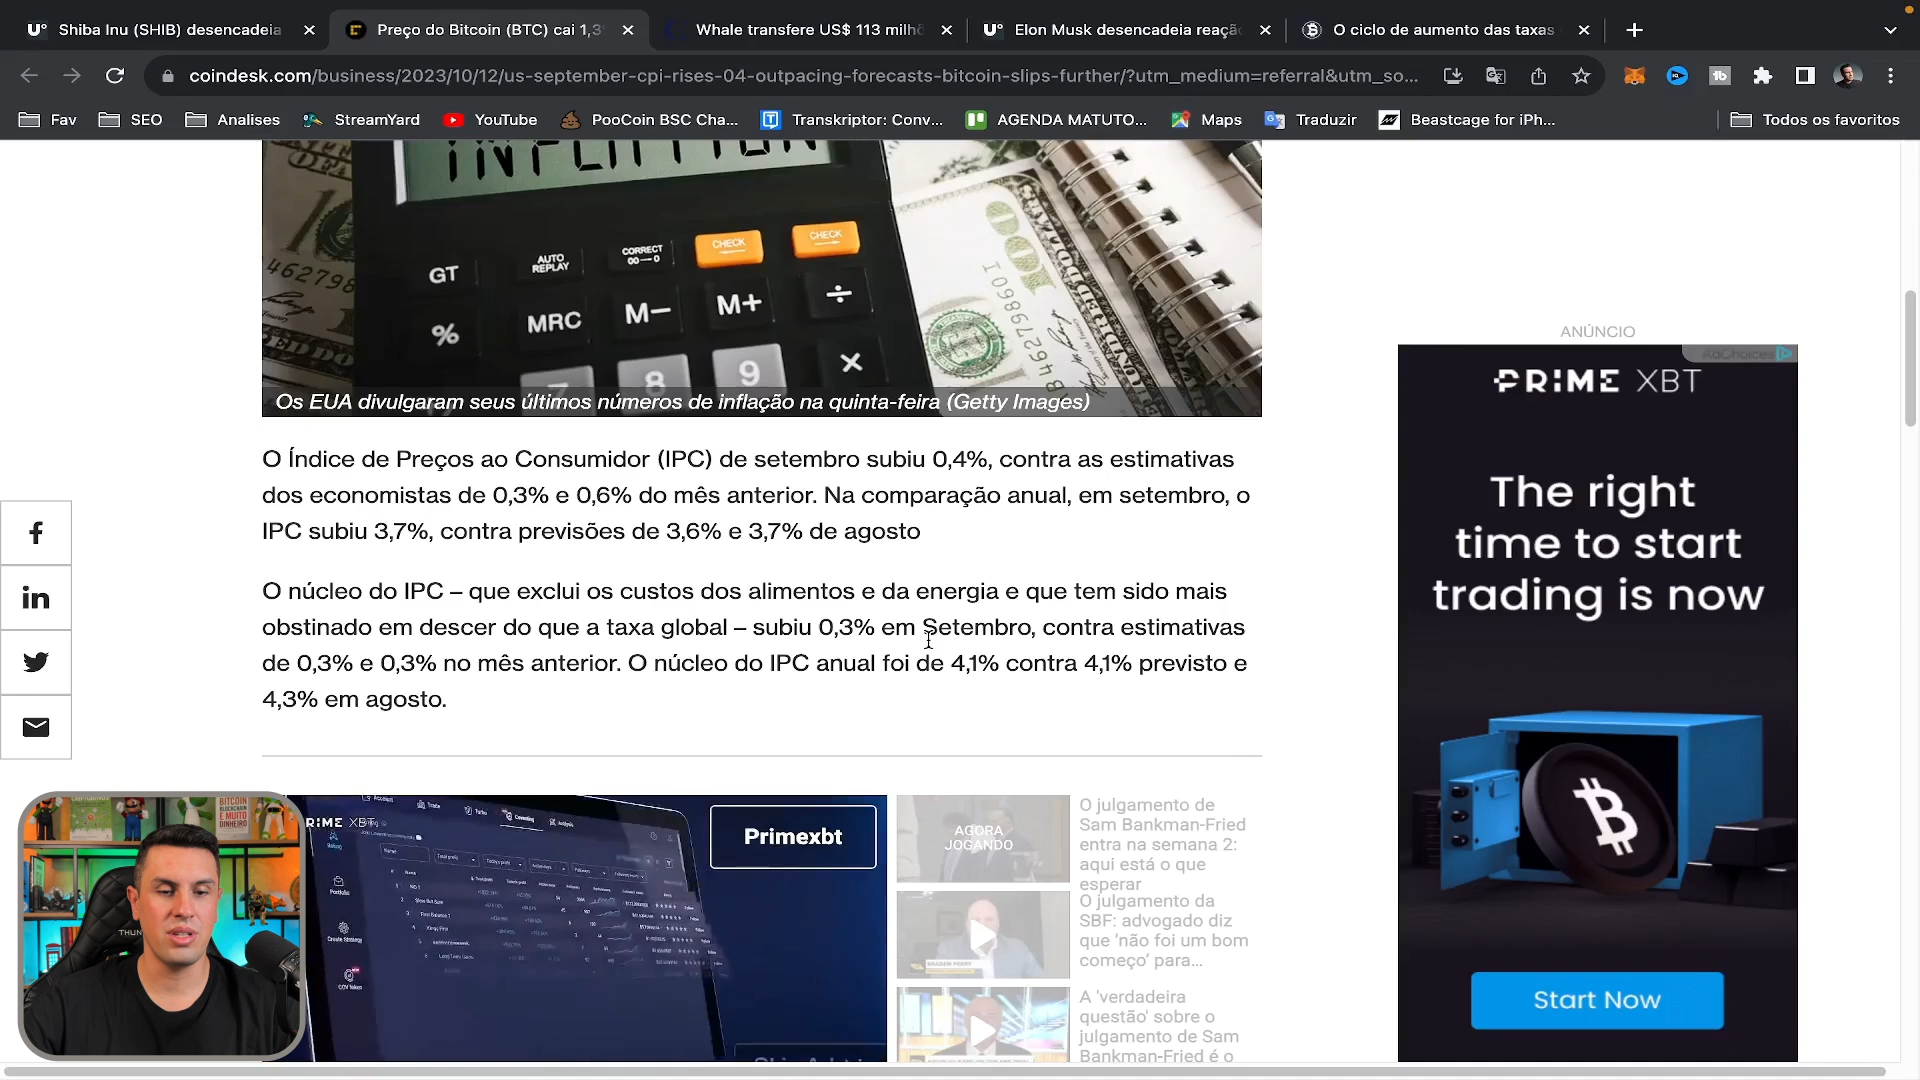 Shiba Inu (SHIB) desencadeia
Preço do Bitcoin (BTC) cai 1,3
Whale transfere US$ 113 milhõ
Elon Musk desencadeia reaçã
O ciclo de aumento das taxas
coindesk.com/business/2023/10/12/us-september-cpi-rises-04-outpacing-forecasts-bitcoin-slips-further/?utm_medium=referral&utm_so...
Fav
SEO
Analises
StreamYard
YouTube
PooCoin BSC Cha...
Transkriptor: Conv...
AGENDA MATUTO...
Maps
Traduzir
Beastcage for iPh...
Todos os favoritos
INFLATION
GT
AUTO REPLAY
CORRECT 00→0
CHECK
CHECK
%
MRC
M−
M+
÷
7
8
9
×
Os EUA divulgaram seus últimos números de inflação na quinta-feira (Getty Images)
O Índice de Preços ao Consumidor (IPC) de setembro subiu 0,4%, contra as estimativas
dos economistas de 0,3% e 0,6% do mês anterior. Na comparação anual, em setembro, o
IPC subiu 3,7%, contra previsões de 3,6% e 3,7% de agosto
O núcleo do IPC – que exclui os custos dos alimentos e da energia e que tem sido mais
obstinado em descer do que a taxa global – subiu 0,3% em Setembro, contra estimativas
de 0,3% e 0,3% no mês anterior. O núcleo do IPC anual foi de 4,1% contra 4,1% previsto e
4,3% em agosto.
ANÚNCIO
AdChoices
PRIME XBT
The right
time to start
trading is now
Start Now
PRIME XBT
Primexbt
AGORA
JOGANDO
O julgamento de
Sam Bankman-Fried
entra na semana 2:
aqui está o que
esperar
O julgamento da
SBF: advogado diz
que 'não foi um bom
começo' para...
A 'verdadeira
questão' sobre o
julgamento de Sam
Bankman-Fried é o
BITCOIN